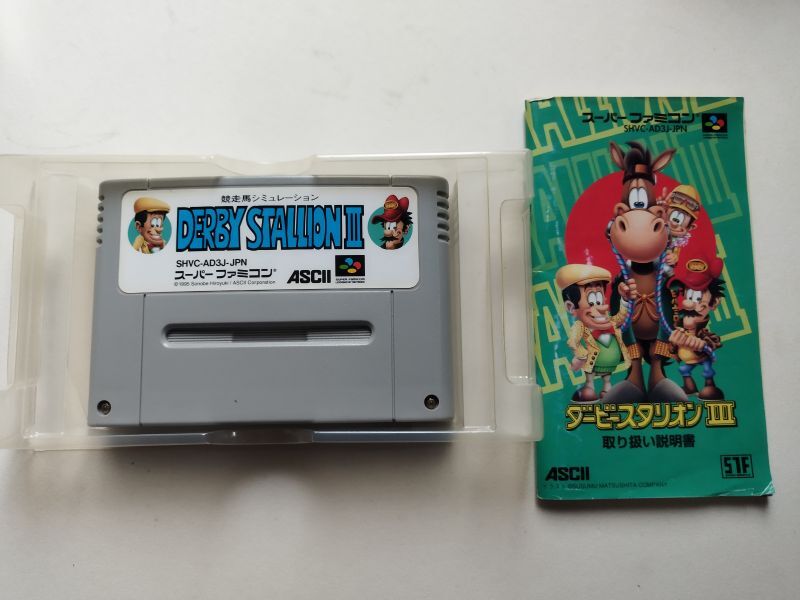 競走馬シミュレーション
DERBY STALLION III
SHVC-AD3J-JPN
スーパーファミコン®
ASCII
©1995 Sonobe Hiroyuki / ASCII Corporation
スーパーファミコン®
SHVC-AD3J-JPN
ダービースタリオンIII
取り扱い説明書
ASCII
STF